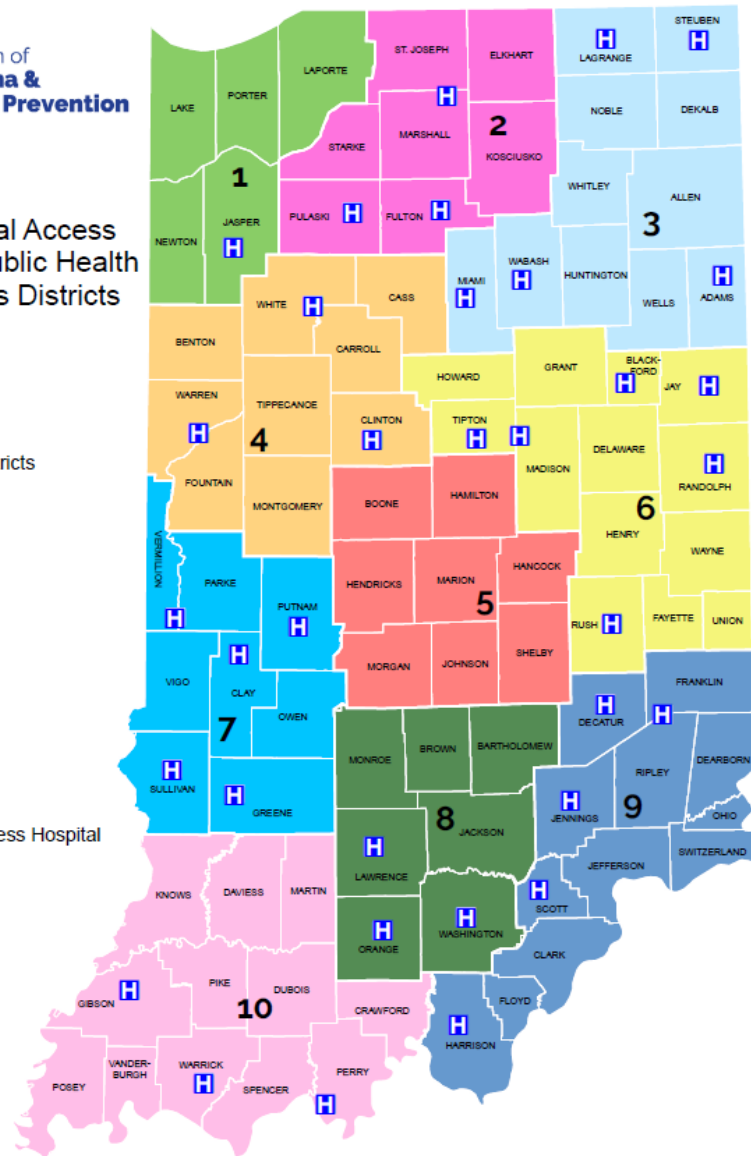 n of
na &
Prevention
al Access
ublic Health
s Districts
ricts
ess Hospital
STEUBEN
H
H
LAGRANGE
ST. JOSEPH
ELKHART
LAPORTE
PORTER
LAKE
H
NOBLE
DEKALB
2
MARSHALL
STARKE
KOSCIUSKO
1
WHITLEY
ALLEN
3
PULASKI
H
FULTON
H
JASPER
H
NEWTON
WABASH
H
MIAMI
H
HUNTINGTON
H
ADAMS
WELLS
WHITE
H
CASS
BENTON
CARROLL
HOWARD
GRANT
BLACK-
FORD
H
JAY
H
WARREN
H
TIPPECANOE
4
CLINTON
H
TIPTON
H
H
MADISON
DELAWARE
H
RANDOLPH
FOUNTAIN
MONTGOMERY
BOONE
HAMILTON
6
HENRY
WAYNE
VERMILLION
H
PARKE
PUTNAM
H
HENDRICKS
MARION
5
HANCOCK
RUSH
H
FAYETTE
UNION
H
CLAY
VIGO
MORGAN
JOHNSON
SHELBY
FRANKLIN
OWEN
7
H
DECATUR
H
MONROE
BROWN
BARTHOLOMEW
DEARBORN
RIPLEY
H
SULLIVAN
H
GREENE
H
JENNINGS
9
OHIO
8
JACKSON
H
LAWRENCE
SWITZERLAND
JEFFERSON
KNOWS
DAVIESS
MARTIN
H
SCOTT
H
ORANGE
H
WASHINGTON
CLARK
PIKE
DUBOIS
GIBSON
H
10
CRAWFORD
FLOYD
H
HARRISON
POSEY
VANDER-
BURGH
WARRICK
H
SPENCER
PERRY
H